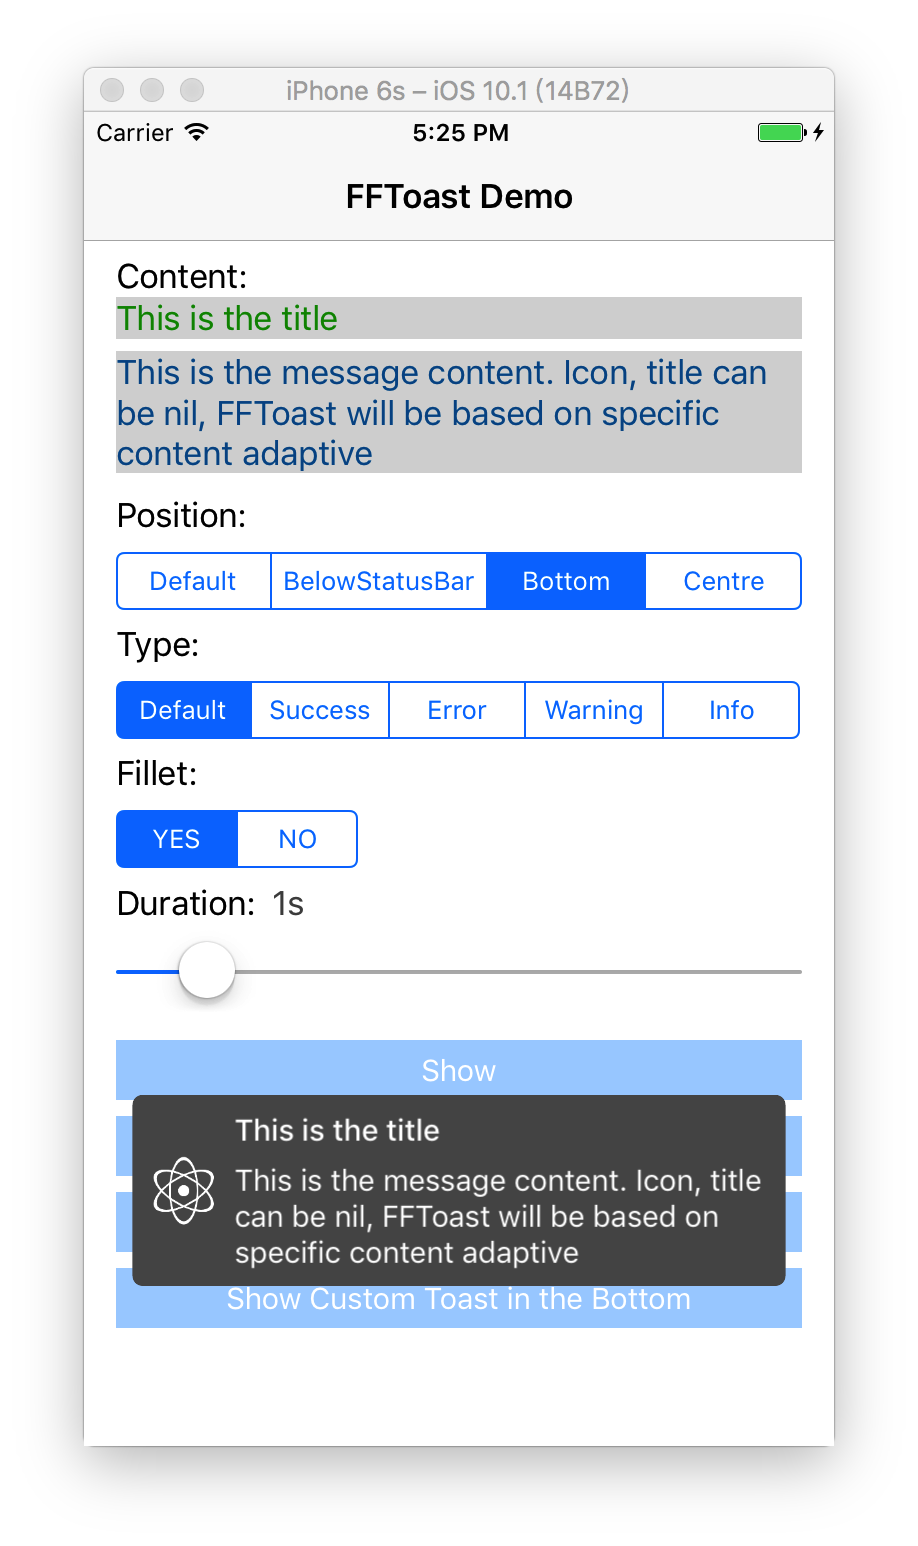 iPhone 6s – iOS 10.1 (14B72)
Carrier 5:25 PM
FFToast Demo
Content:
This is the title
This is the message content. Icon, title can
be nil, FFToast will be based on specific
content adaptive
Position:
Default BelowStatusBar Bottom Centre
Type:
Default Success Error Warning Info
Fillet:
YES NO
Duration: 1s
Show
This is the title
This is the message content. Icon, title
can be nil, FFToast will be based on
specific content adaptive
Show Custom Toast in the Bottom